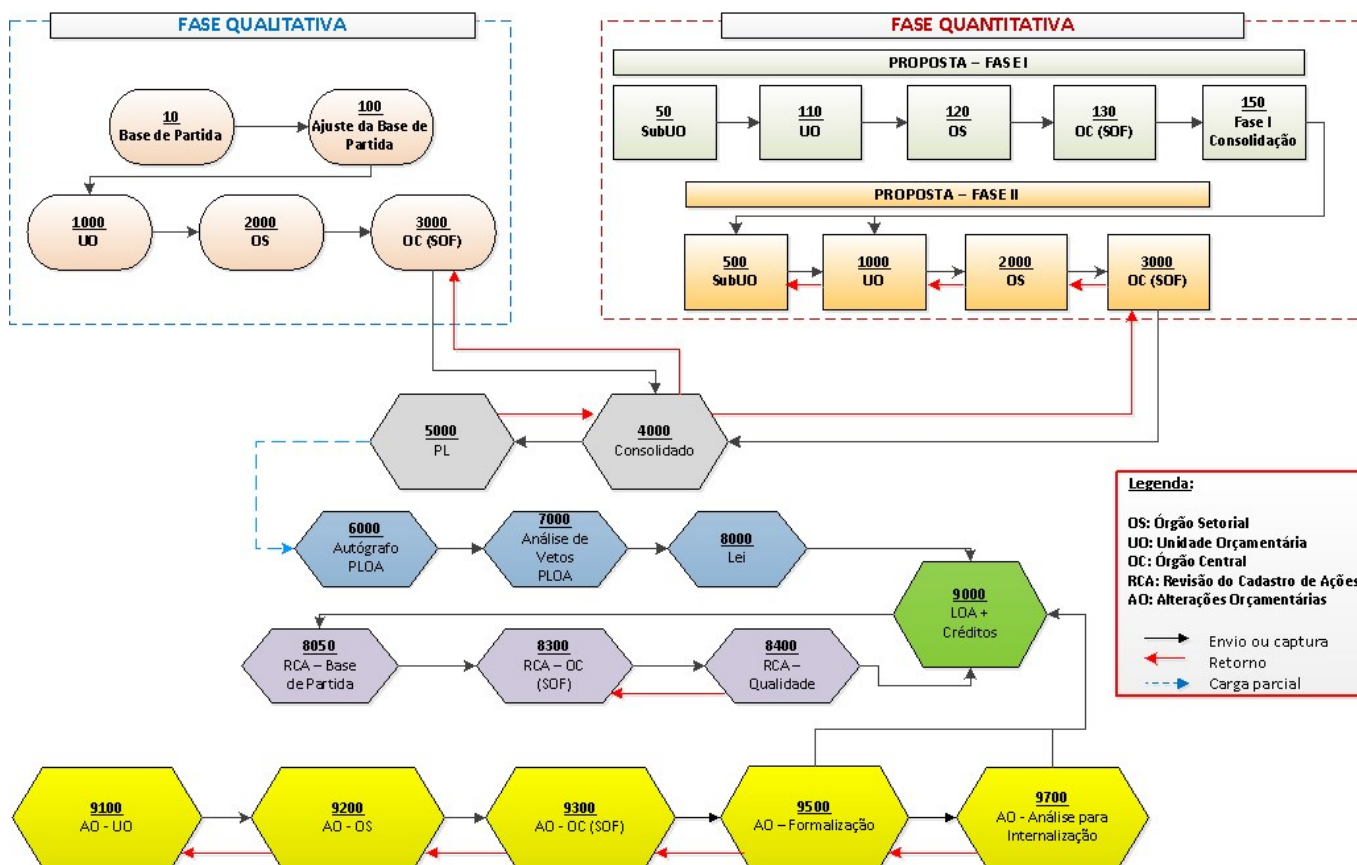 FASE QUALITATIVA
10
Base de Partida
100
Ajuste da Base de
Partida
1000
UO
2000
OS
3000
OC (SOF)
FASE QUANTITATIVA
PROPOSTA – FASE I
50
SubUO
110
UO
120
OS
130
OC (SOF)
150
Fase I
Consolidação
PROPOSTA – FASE II
500
SubUO
1000
UO
2000
OS
3000
OC (SOF)
5000
PL
4000
Consolidado
6000
Autógrafo
PLOA
7000
Análise de
Vetos
PLOA
8000
Lei
9000
LOA +
Créditos
8050
RCA – Base
de Partida
8300
RCA – OC
(SOF)
8400
RCA –
Qualidade
Legenda:
OS: Órgão Setorial
UO: Unidade Orçamentária
OC: Órgão Central
RCA: Revisão do Cadastro de Ações
AO: Alterações Orçamentárias
Envio ou captura
Retorno
Carga parcial
9100
AO - UO
9200
AO - OS
9300
AO - OC (SOF)
9500
AO – Formalização
9700
AO - Análise para
Internalização